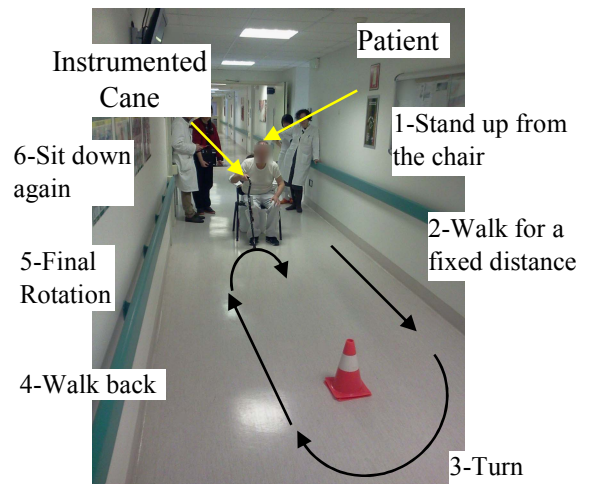 Instrumented
Cane
Patient
1-Stand up from
the chair
2-Walk for a
fixed distance
3-Turn
4-Walk back
5-Final
Rotation
6-Sit down
again